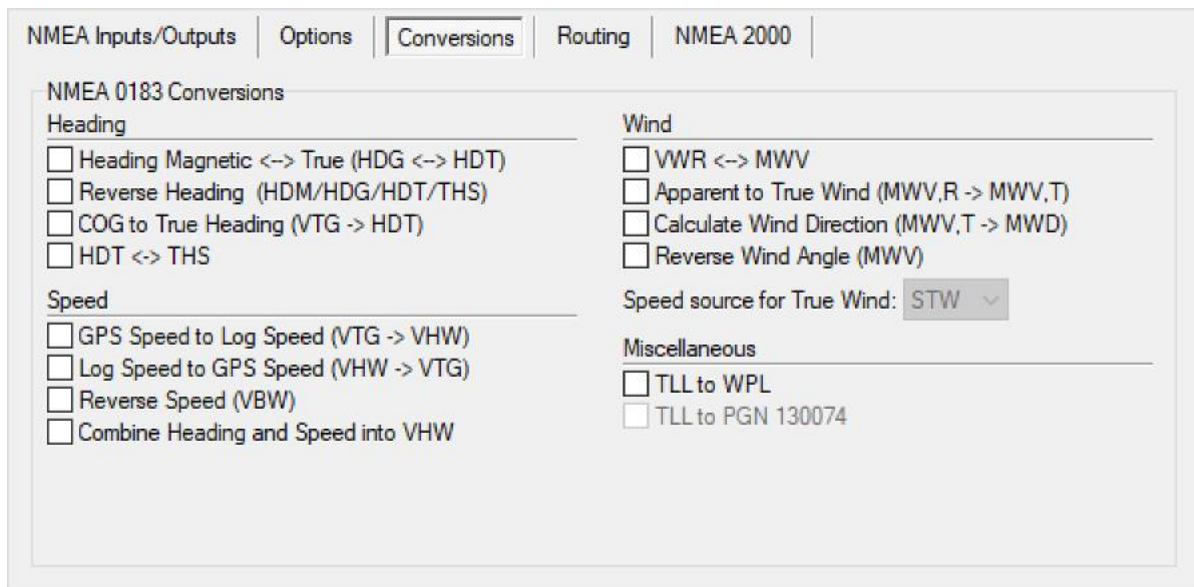 NMEA Inputs/Outputs Options Conversions Routing NMEA 2000
NMEA 0183 Conversions
Heading
Heading Magnetic <--> True (HDG <--> HDT)
Reverse Heading (HDM/HDG/HDT/THS)
COG to True Heading (VTG -> HDT)
HDT <-> THS
Speed
GPS Speed to Log Speed (VTG -> VHW)
Log Speed to GPS Speed (VHW -> VTG)
Reverse Speed (VBW)
Combine Heading and Speed into VHW
Wind
VWR <--> MWV
Apparent to True Wind (MWV,R -> MWV,T)
Calculate Wind Direction (MWV,T -> MWD)
Reverse Wind Angle (MWV)
Speed source for True Wind: STW
Miscellaneous
TLL to WPL
TLL to PGN 130074